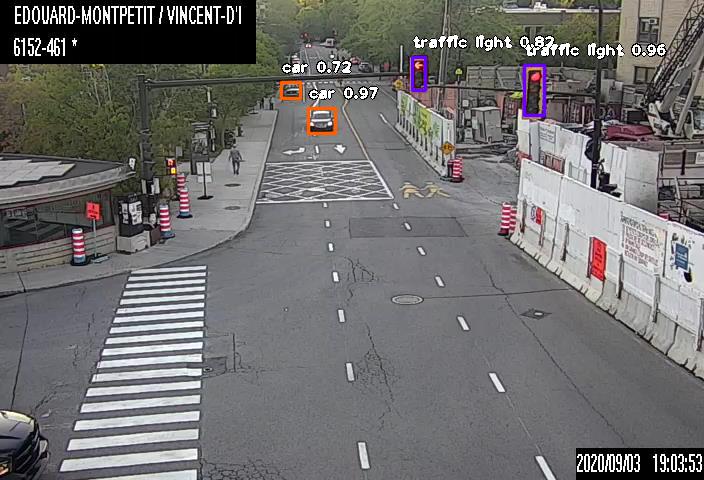 EDOUARD-MONTPETIT / VINCENT-D'I
6152-461 *
traffic light 0.82
traffic light 0.96
car 0.72
car 0.97
2020/09/03 19:03:53